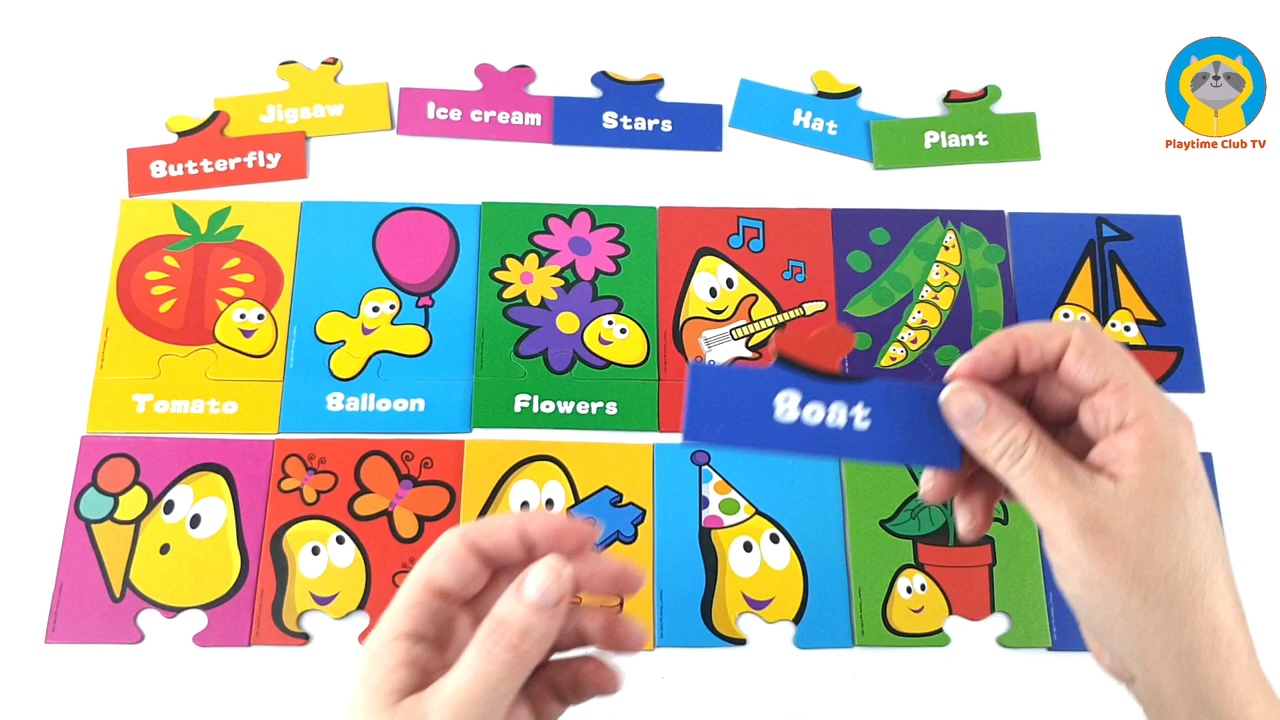 Jigsaw
Ice cream
Stars
Hat
Plant
Butterfly
Playtime Club TV
Tomato
Balloon
Flowers
Boat